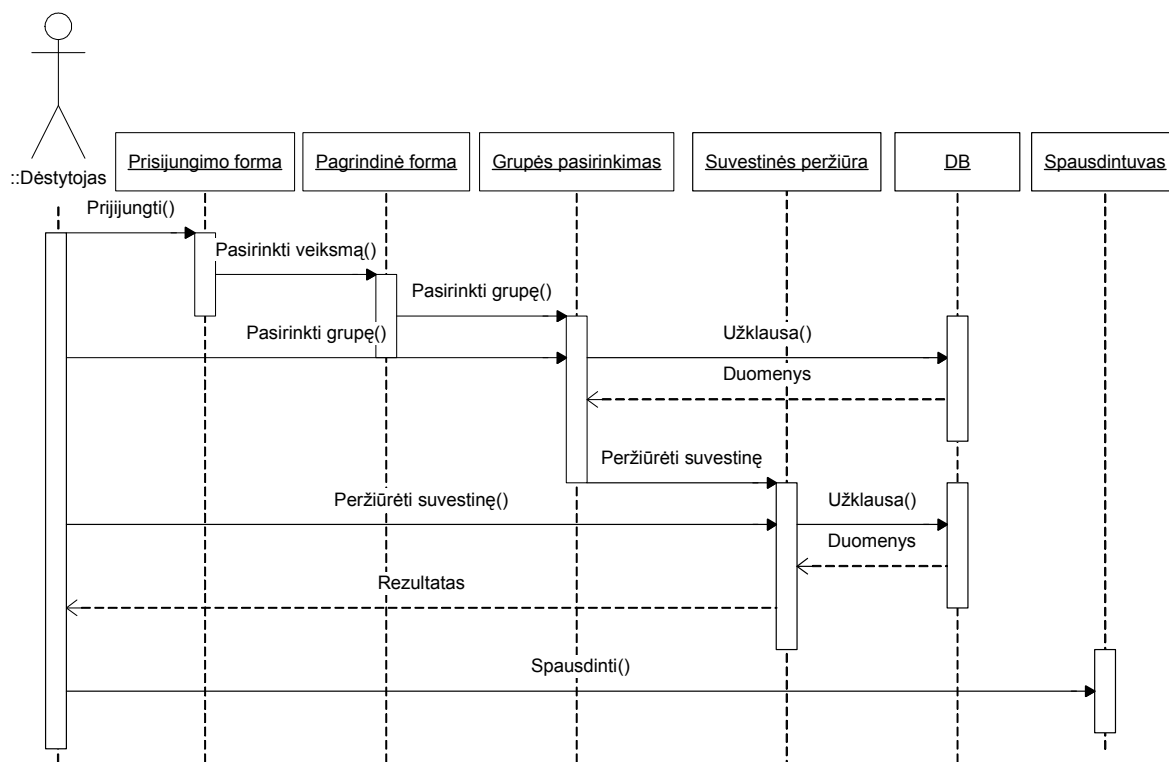 Prisijungimo forma
Pagrindinė forma
Grupės pasirinkimas
Suvestinės peržiūra
DB
Spausdintuvas
::Dėstytojas
Prijijungti()
Pasirinkti veiksmą()
Pasirinkti grupę()
Pasirinkti grupę()
Užklausa()
Duomenys
Peržiūrėti suvestinę
Peržiūrėti suvestinę()
Užklausa()
Duomenys
Rezultatas
Spausdinti()